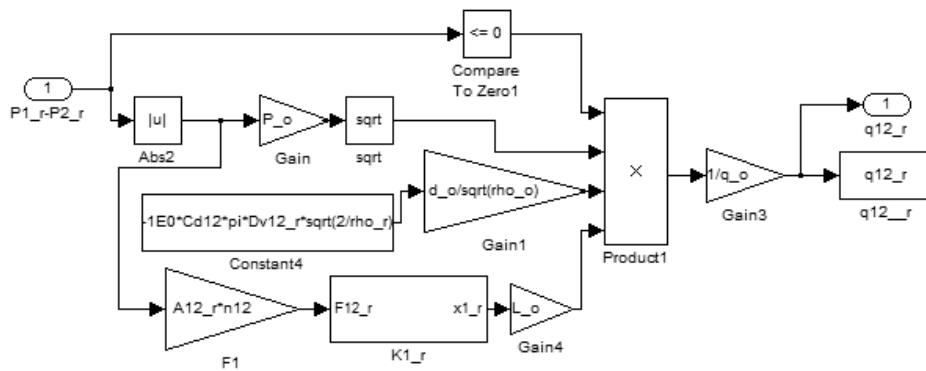 <= 0
Compare
To Zero1
1
P1_r-P2_r
|u|
Abs2
P_o
Gain
sqrt
sqrt
-1E0*Cd12*pi*Dv12_r*sqrt(2/rho_r)
Constant4
d_o/sqrt(rho_o)
Gain1
×
Product1
1/q_o
Gain3
1
q12_r
q12_r
q12__r
A12_r*n12
F1
F12_r
x1_r
K1_r
L_o
Gain4